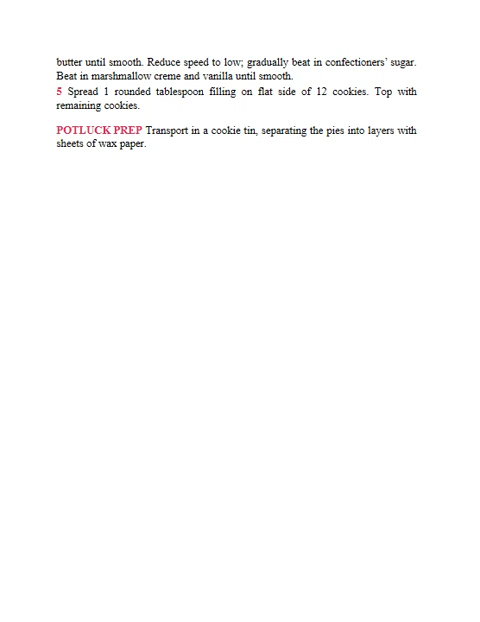 butter until smooth. Reduce speed to low; gradually beat in confectioners’ sugar.
Beat in marshmallow creme and vanilla until smooth.
5 Spread 1 rounded tablespoon filling on flat side of 12 cookies. Top with
remaining cookies.
POTLUCK PREP Transport in a cookie tin, separating the pies into layers with
sheets of wax paper.